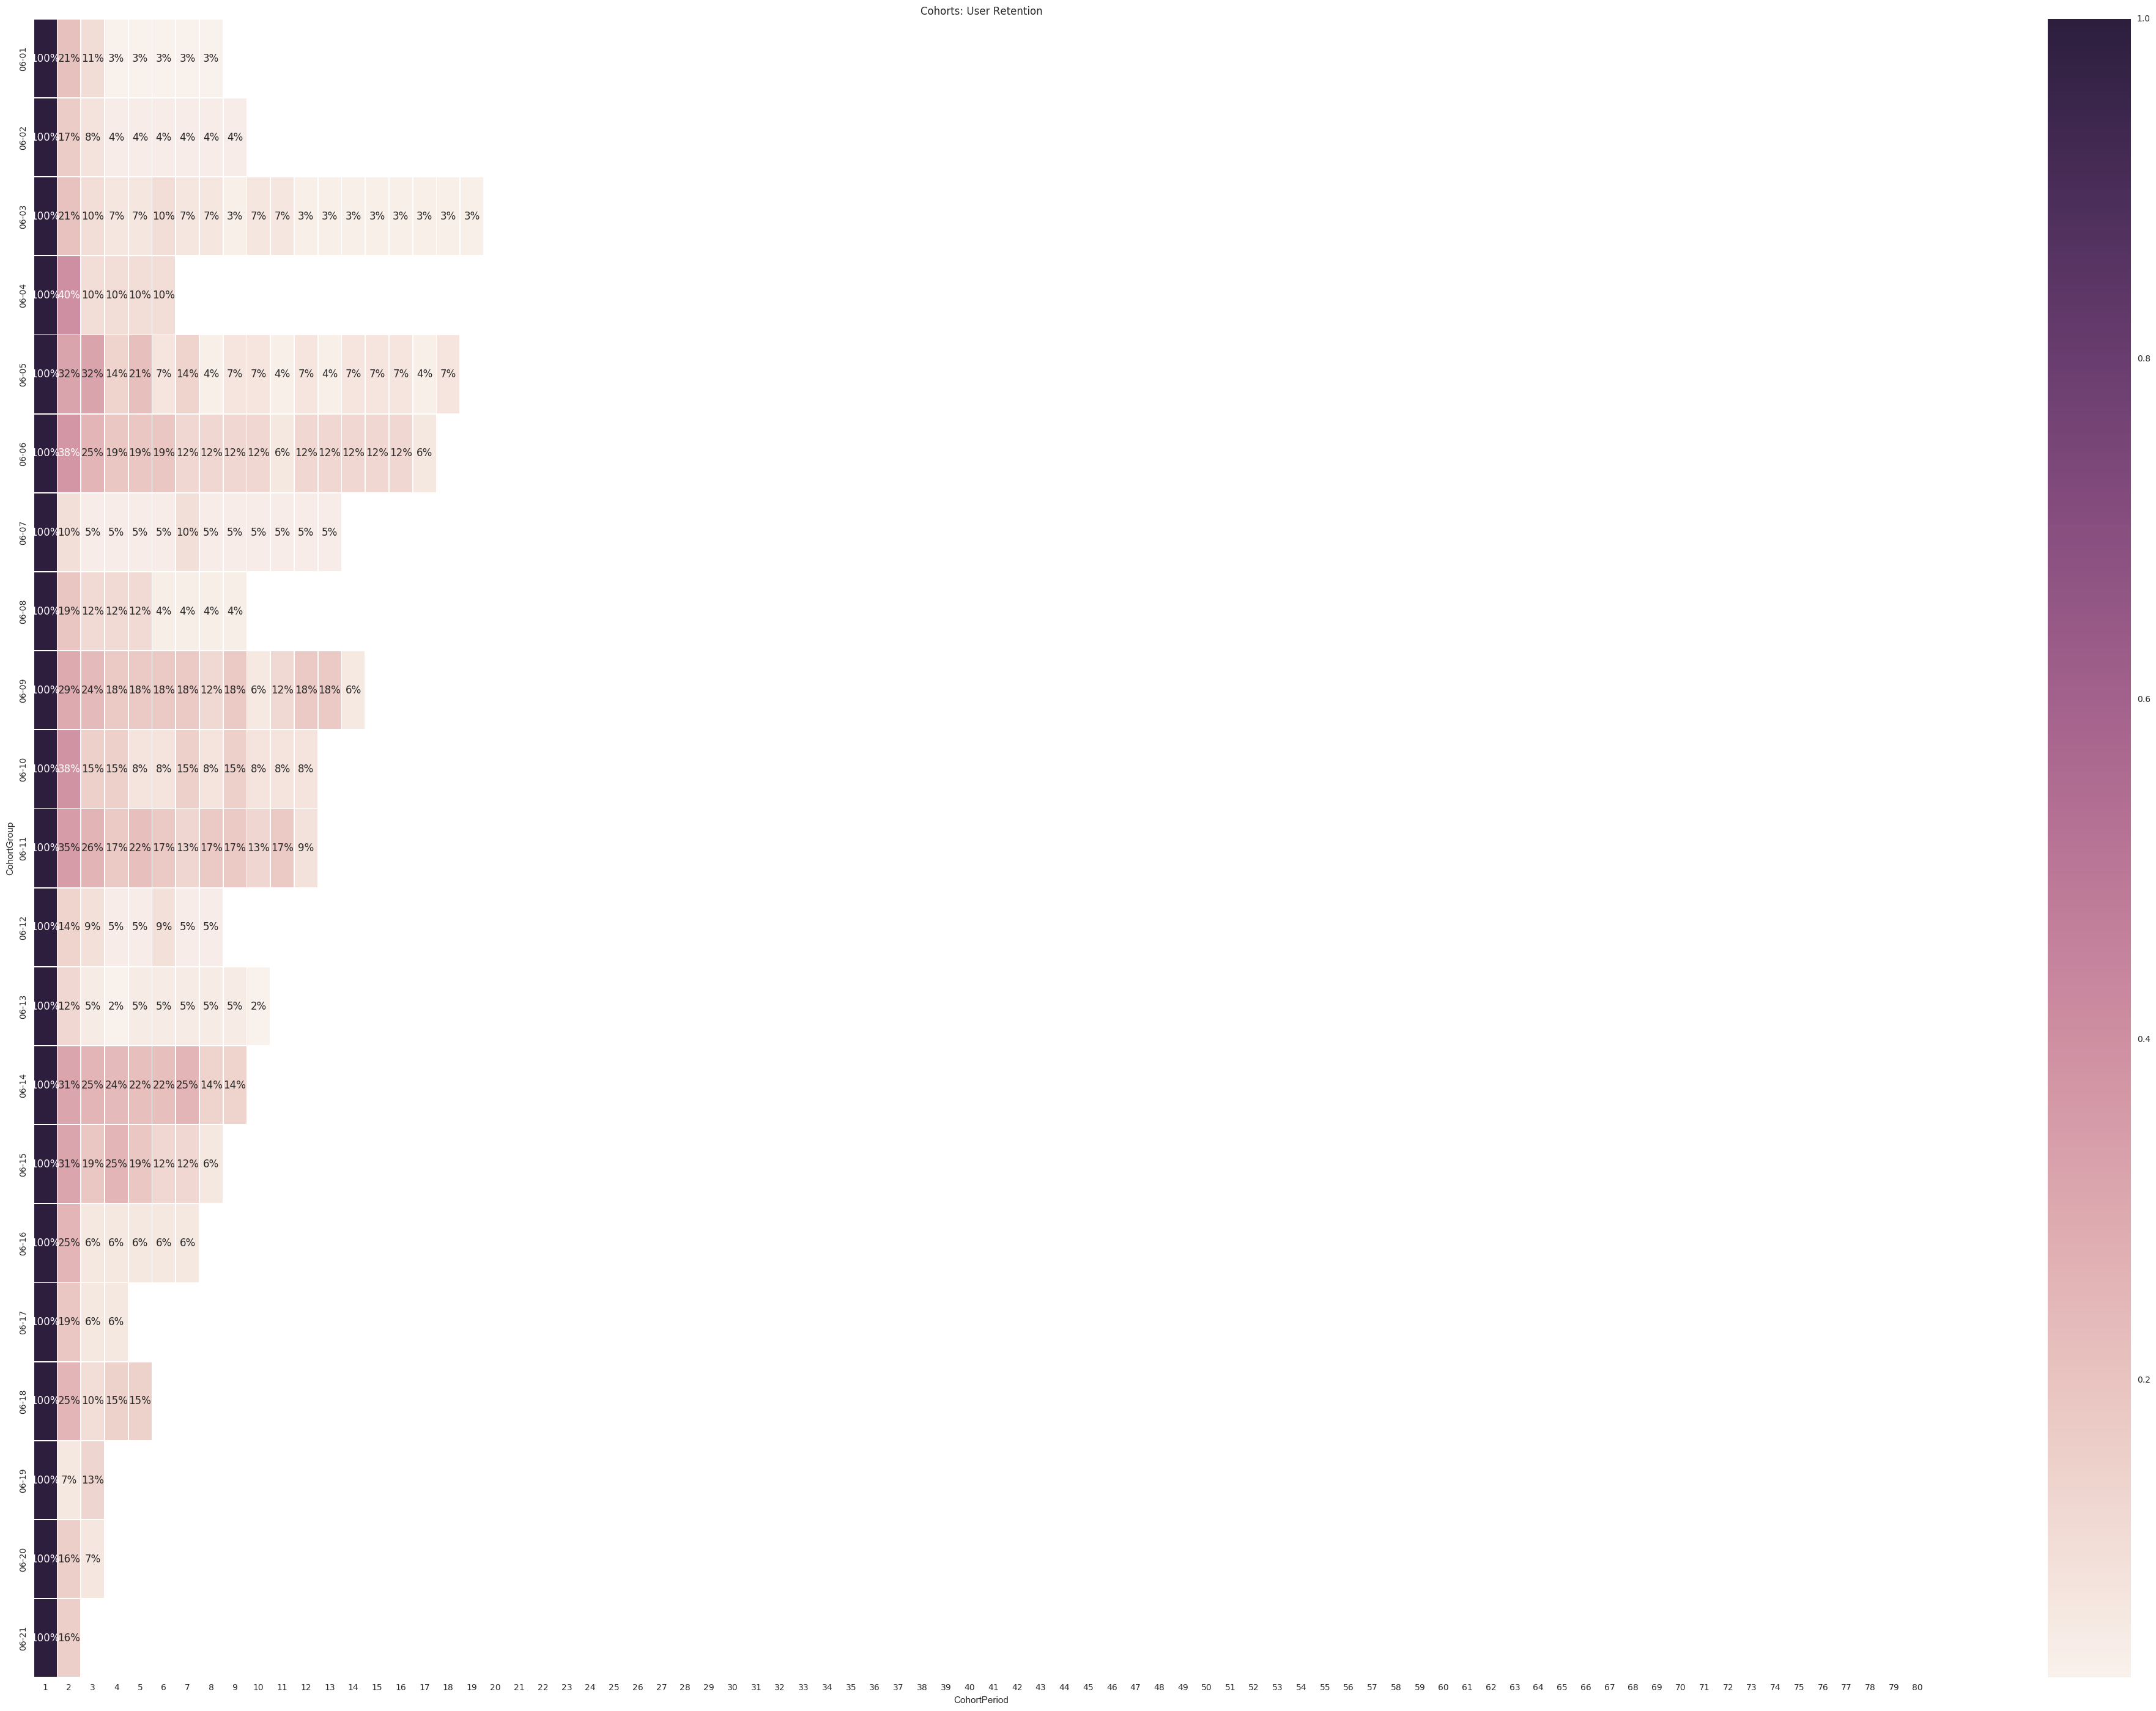 Cohorts: User Retention
06-01 100% 21% 11% 3% 3% 3% 3% 3%
06-02 100% 17% 8% 4% 4% 4% 4% 4% 4%
06-03 100% 21% 10% 7% 7% 10% 7% 7% 3% 7% 7% 3% 3% 3% 3% 3% 3% 3% 3%
06-04 100% 40% 10% 10% 10% 10%
06-05 100% 32% 32% 14% 21% 7% 14% 4% 7% 7% 4% 7% 4% 7% 7% 7% 4% 7%
06-06 100% 38% 25% 19% 19% 19% 12% 12% 12% 12% 6% 12% 12% 12% 12% 12% 6%
06-07 100% 10% 5% 5% 5% 5% 10% 5% 5% 5% 5% 5% 5%
06-08 100% 19% 12% 12% 12% 4% 4% 4% 4%
06-09 100% 29% 24% 18% 18% 18% 18% 12% 18% 6% 12% 18% 18% 6%
06-10 100% 38% 15% 15% 8% 8% 15% 8% 15% 8% 8% 8%
CohortGroup
06-11 100% 35% 26% 17% 22% 17% 13% 17% 17% 13% 17% 9%
06-12 100% 14% 9% 5% 5% 9% 5% 5%
06-13 100% 12% 5% 2% 5% 5% 5% 5% 5% 2%
06-14 100% 31% 25% 24% 22% 22% 25% 14% 14%
06-15 100% 31% 19% 25% 19% 12% 12% 6%
06-16 100% 25% 6% 6% 6% 6% 6%
06-17 100% 19% 6% 6%
06-18 100% 25% 10% 15% 15%
06-19 100% 7% 13%
06-20 100% 16% 7%
06-21 100% 16%
1 2 3 4 5 6 7 8 9 10 11 12 13 14 15 16 17 18 19 20 21 22 23 24 25 26 27 28 29 30 31 32 33 34 35 36 37 38 39 40 41 42 43 44 45 46 47 48 49 50 51 52 53 54 55 56 57 58 59 60 61 62 63 64 65 66 67 68 69 70 71 72 73 74 75 76 77 78 79 80
CohortPeriod
1.0
0.8
0.6
0.4
0.2